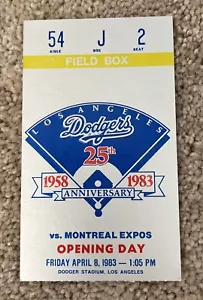 54 J 2
AISLE BOX SEAT
FIELD BOX
LOS ANGELES
Dodgers
25th
1958 1983
ANNIVERSARY
vs. MONTREAL EXPOS
OPENING DAY
FRIDAY APRIL 8, 1983 — 1:05 PM
DODGER STADIUM, LOS ANGELES